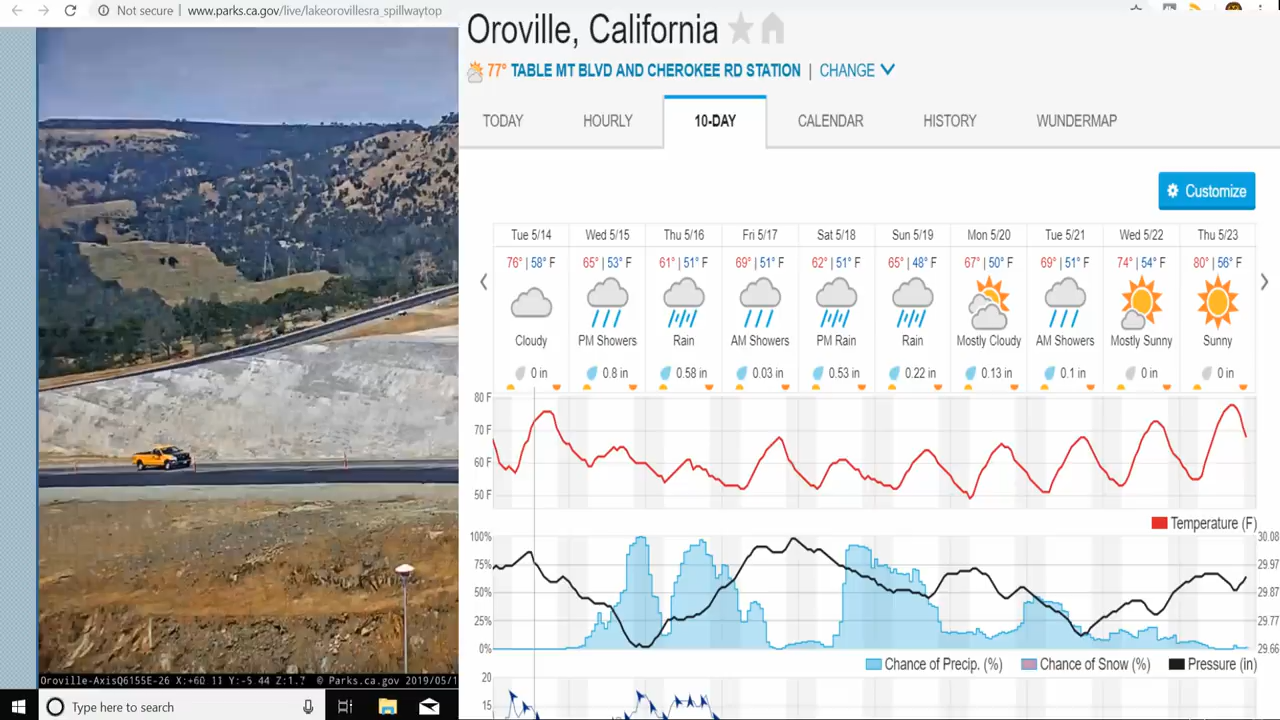 Not secure | www.parks.ca.gov/live/lakeorovillesra_spillwaytop
Oroville, California
77° TABLE MT BLVD AND CHEROKEE RD STATION | CHANGE
TODAY HOURLY 10-DAY CALENDAR HISTORY WUNDERMAP
Customize
Tue 5/14 Wed 5/15 Thu 5/16 Fri 5/17 Sat 5/18 Sun 5/19 Mon 5/20 Tue 5/21 Wed 5/22 Thu 5/23
76° | 58° F 65° | 53° F 61° | 51° F 69° | 51° F 62° | 51° F 65° | 48° F 67° | 50° F 69° | 51° F 74° | 54° F 80° | 56° F
Cloudy PM Showers Rain AM Showers PM Rain Rain Mostly Cloudy AM Showers Mostly Sunny Sunny
0 in 0.8 in 0.58 in 0.03 in 0.53 in 0.22 in 0.13 in 0.1 in 0 in 0 in
80 F
70 F
60 F
50 F
Temperature (F)
100% 30.08
75% 29.97
50% 29.87
25% 29.77
0% 29.66
Chance of Precip. (%) Chance of Snow (%) Pressure (in)
20
15
Oroville-AxisQ6155E-26 X:+60 Y:-5 44 Z:1. © Parks.ca.gov 2019/05/1
Type here to search